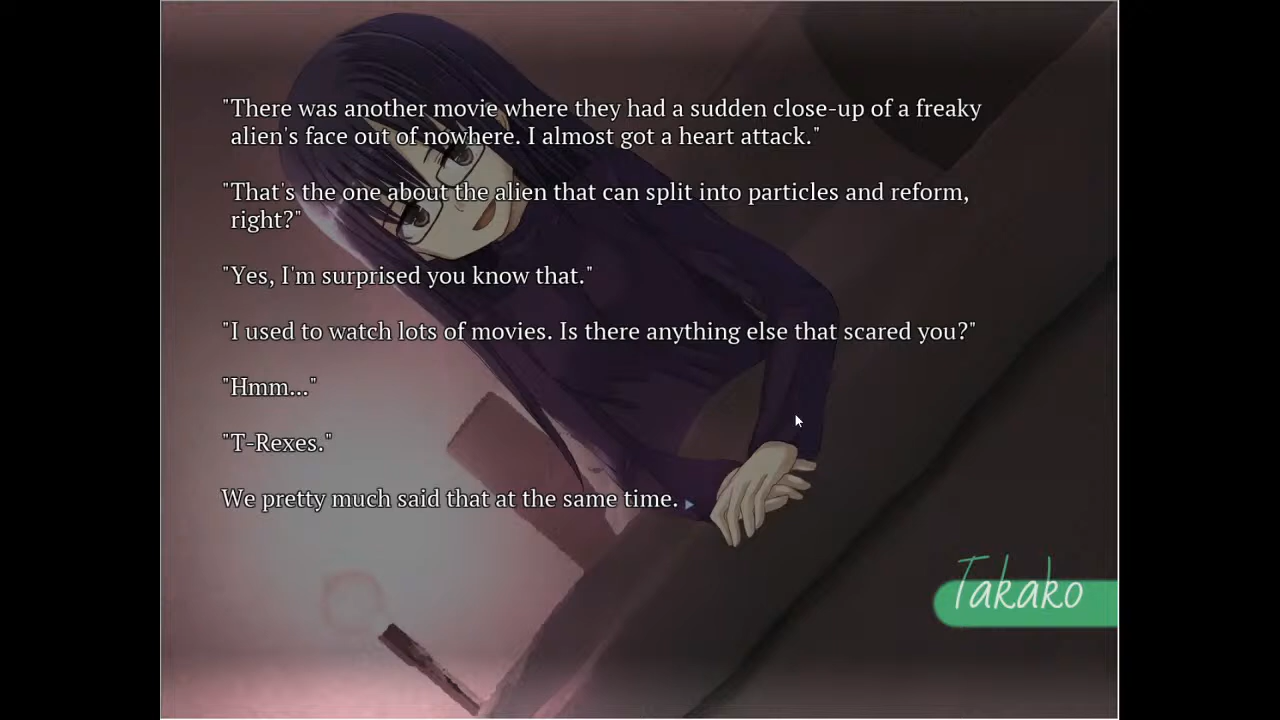 "There was another movie where they had a sudden close-up of a freaky
alien's face out of nowhere. I almost got a heart attack."
"That's the one about the alien that can split into particles and reform,
right?"
"Yes, I'm surprised you know that."
"I used to watch lots of movies. Is there anything else that scared you?"
"Hmm..."
"T-Rexes."
We pretty much said that at the same time.
Takako